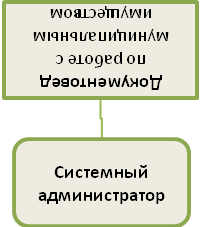 Документовед
по работе с
муниципальным
имуществом
Системный
администратор